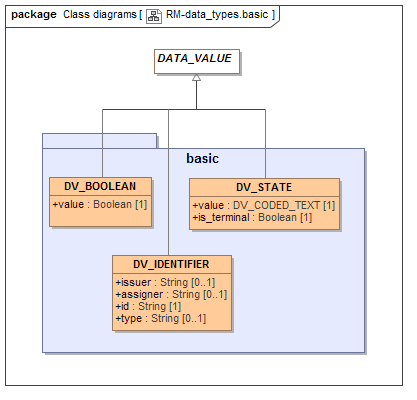 package Class diagrams [ RM-data_types.basic ]
DATA_VALUE
basic
DV_BOOLEAN
+value : Boolean [1]
DV_STATE
+value : DV_CODED_TEXT [1]
+is_terminal : Boolean [1]
DV_IDENTIFIER
+issuer : String [0..1]
+assigner : String [0..1]
+id : String [1]
+type : String [0..1]